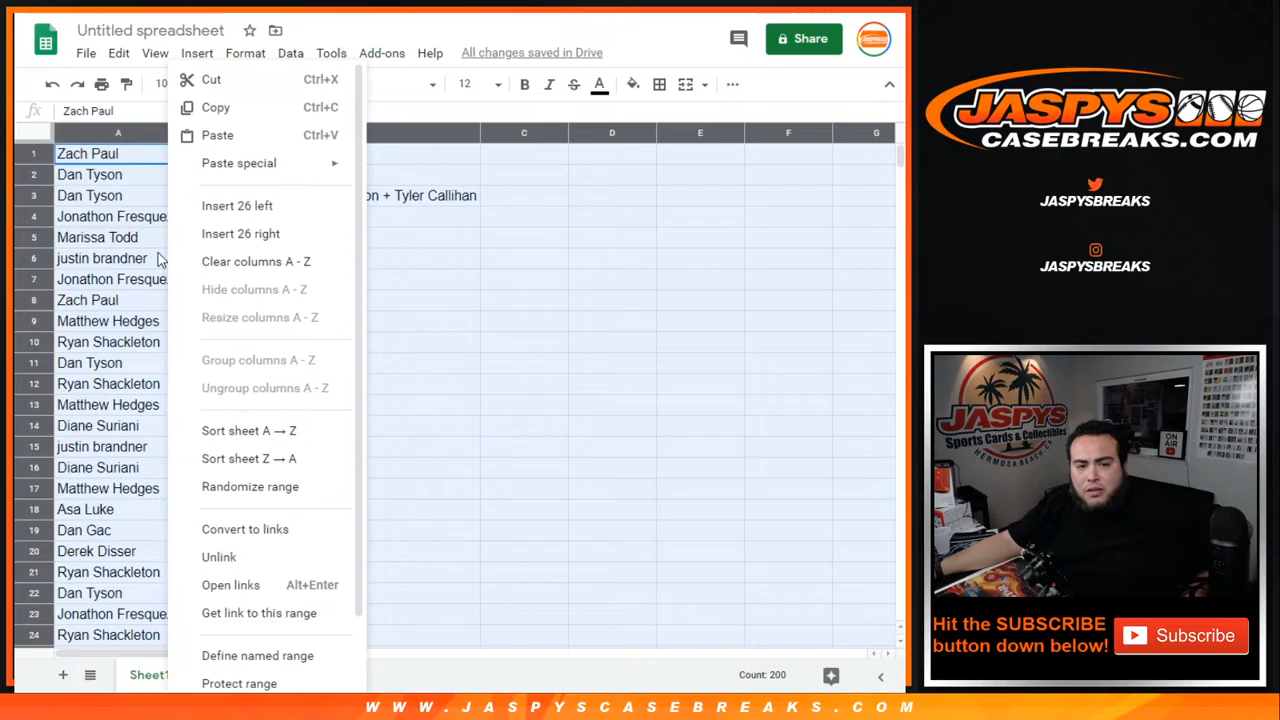 Untitled spreadsheet
File Edit View Insert Format Data Tools Add-ons Help All changes saved in Drive
Share
10 12 B I S A
fx Zach Paul
A C D E F G
1 Zach Paul
2 Dan Tyson
3 Dan Tyson on + Tyler Callihan
4 Jonathon Fresque
5 Marissa Todd
6 justin brandner
7 Jonathon Fresque
8 Zach Paul
9 Matthew Hedges
10 Ryan Shackleton
11 Dan Tyson
12 Ryan Shackleton
13 Matthew Hedges
14 Diane Suriani
15 justin brandner
16 Diane Suriani
17 Matthew Hedges
18 Asa Luke
19 Dan Gac
20 Derek Disser
21 Ryan Shackleton
22 Dan Tyson
23 Jonathon Fresque
24 Ryan Shackleton
Cut Ctrl+X
Copy Ctrl+C
Paste Ctrl+V
Paste special
Insert 26 left
Insert 26 right
Clear columns A - Z
Hide columns A - Z
Resize columns A - Z
Group columns A - Z
Ungroup columns A - Z
Sort sheet A → Z
Sort sheet Z → A
Randomize range
Convert to links
Unlink
Open links Alt+Enter
Get link to this range
Define named range
Protect range
Sheet1
Count: 200
JASPYS
CASEBREAKS.COM
JASPYSBREAKS
JASPYSBREAKS
JASPYS
Sports Cards & Collectibles
HERMOSA BEACH, CA
ON AIR
Hit the SUBSCRIBE
button down below!
Subscribe
WWW.JASPYSCASEBREAKS.COM